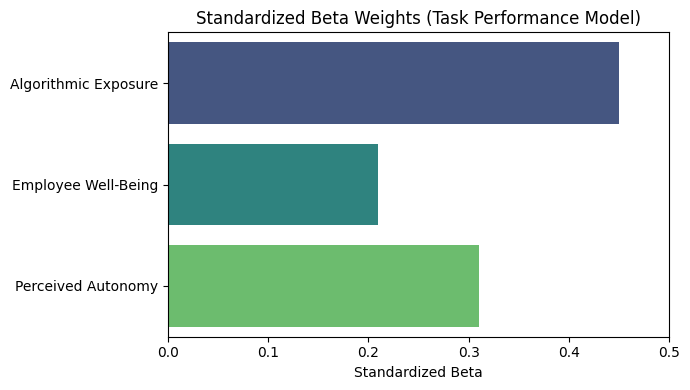 Standardized Beta Weights (Task Performance Model)
Algorithmic Exposure
Employee Well-Being
Perceived Autonomy
0.0 0.1 0.2 0.3 0.4 0.5
Standardized Beta